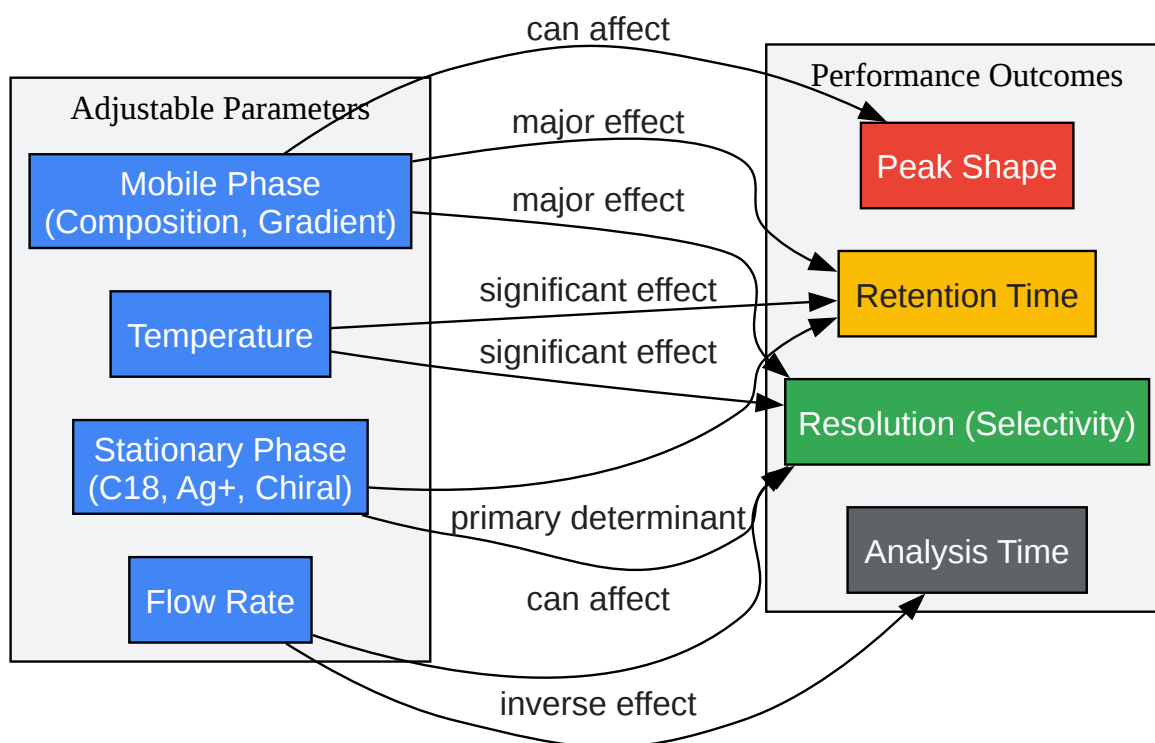 can affect
Performance Outcomes
Adjustable Parameters
major effect
Peak Shape
Mobile Phase
(Composition, Gradient)
major effect
significant effect
Retention Time
Temperature
significant effect
Resolution (Selectivity)
Stationary Phase
(C18, Ag+, Chiral)
primary determinant
Analysis Time
Flow Rate
can affect
inverse effect